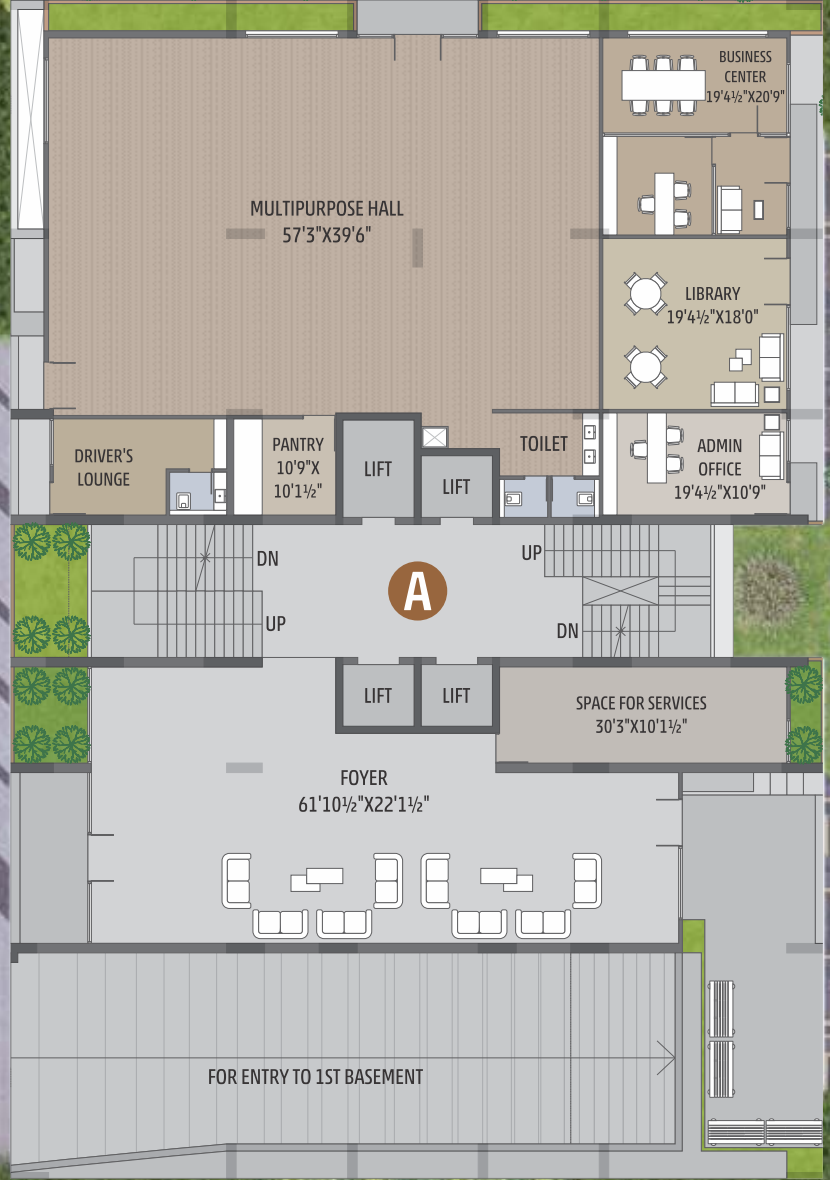 BUSINESS
CENTER
19'4½"X20'9"
MULTIPURPOSE HALL
57'3"X39'6"
LIBRARY
19'4½"X18'0"
DRIVER'S
LOUNGE
PANTRY
10'9"X
10'1½"
LIFT
LIFT
TOILET
ADMIN
OFFICE
19'4½"X10'9"
DN
UP
A
UP
DN
LIFT
LIFT
SPACE FOR SERVICES
30'3"X10'1½"
FOYER
61'10½"X22'1½"
FOR ENTRY TO 1ST BASEMENT